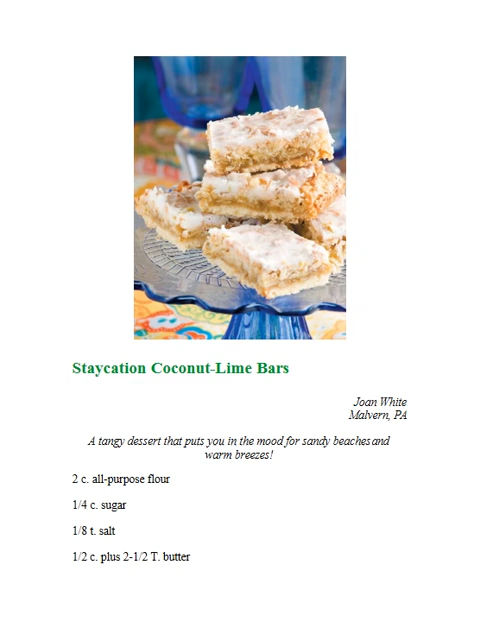 Staycation Coconut-Lime Bars
Joan White
Malvern, PA
A tangy dessert that puts you in the mood for sandy beaches and
warm breezes!
2 c. all-purpose flour
1/4 c. sugar
1/8 t. salt
1/2 c. plus 2-1/2 T. butter